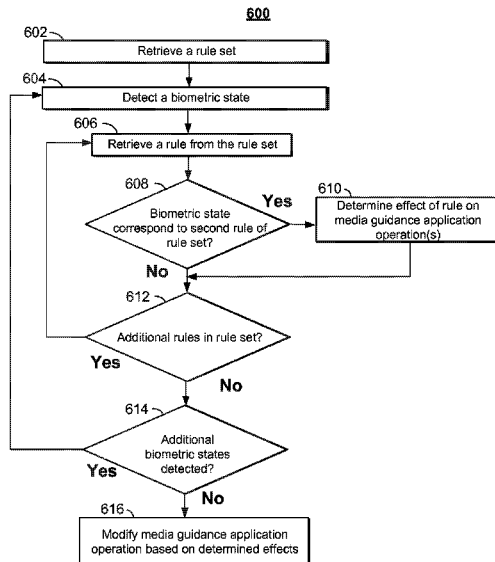 600
602
Retrieve a rule set
604
Detect a biometric state
606
Retrieve a rule from the rule set
608
Biometric state
correspond to second rule of
rule set?
Yes
610
Determine effect of rule on
media guidance application
operation(s)
No
612
Additional rules in rule set?
Yes
No
614
Additional
biometric states
detected?
Yes
No
616
Modify media guidance application
operation based on determined effects